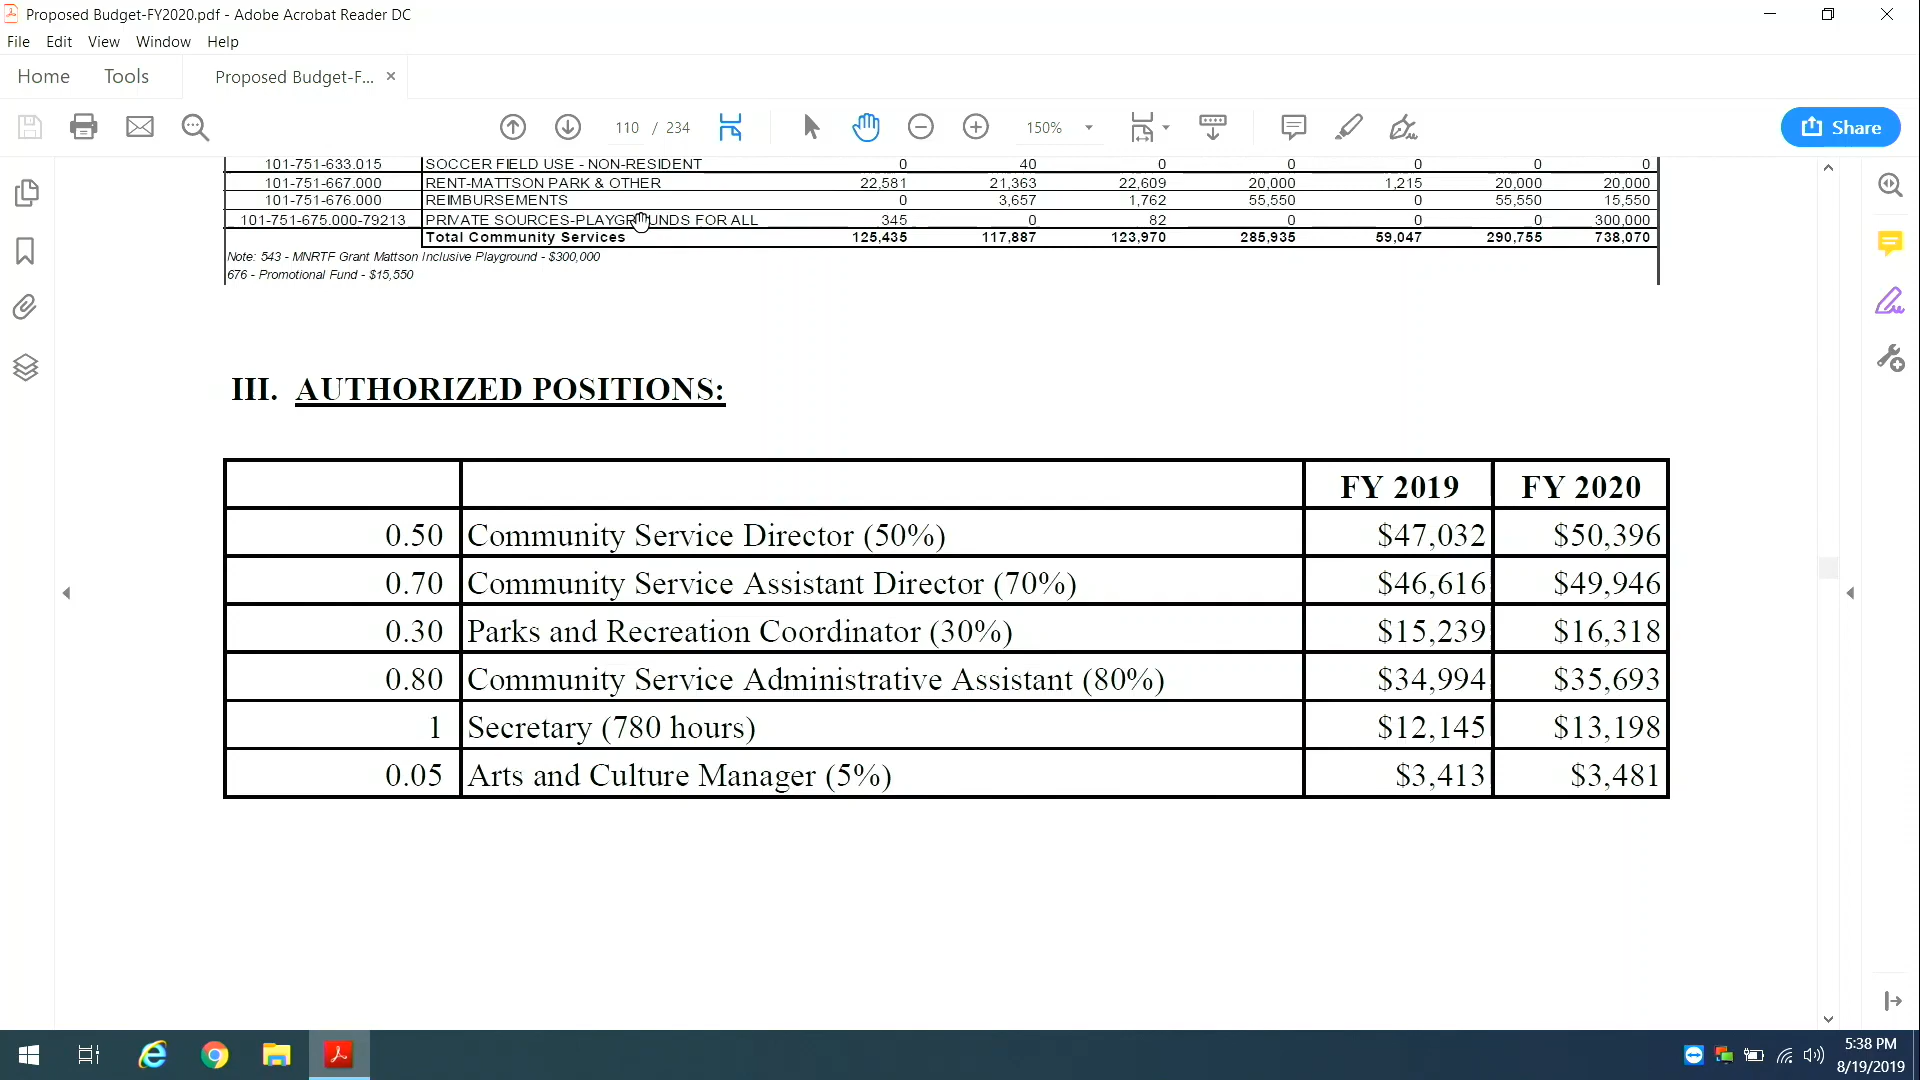 Proposed Budget-FY2020.pdf - Adobe Acrobat Reader DC
File Edit View Window Help
Home Tools Proposed Budget-F... ×
110 / 234 150% Share
101-751-633.015 SOCCER FIELD USE - NON-RESIDENT 0 40 0 0 0 0 0
101-751-667.000 RENT-MATTSON PARK & OTHER 22,581 21,363 22,609 20,000 1,215 20,000 20,000
101-751-676.000 REIMBURSEMENTS 0 3,657 1,762 55,550 0 55,550 15,550
101-751-675.000-79213 PRIVATE SOURCES-PLAYGROUNDS FOR ALL 345 0 82 0 0 0 300,000
Total Community Services 125,435 117,887 123,970 285,935 59,047 290,755 738,070
Note: 543 - MNRTF Grant Mattson Inclusive Playground - $300,000
676 - Promotional Fund - $15,550
III. AUTHORIZED POSITIONS:
FY 2019 FY 2020
0.50 Community Service Director (50%) $47,032 $50,396
0.70 Community Service Assistant Director (70%) $46,616 $49,946
0.30 Parks and Recreation Coordinator (30%) $15,239 $16,318
0.80 Community Service Administrative Assistant (80%) $34,994 $35,693
1 Secretary (780 hours) $12,145 $13,198
0.05 Arts and Culture Manager (5%) $3,413 $3,481
5:38 PM
8/19/2019